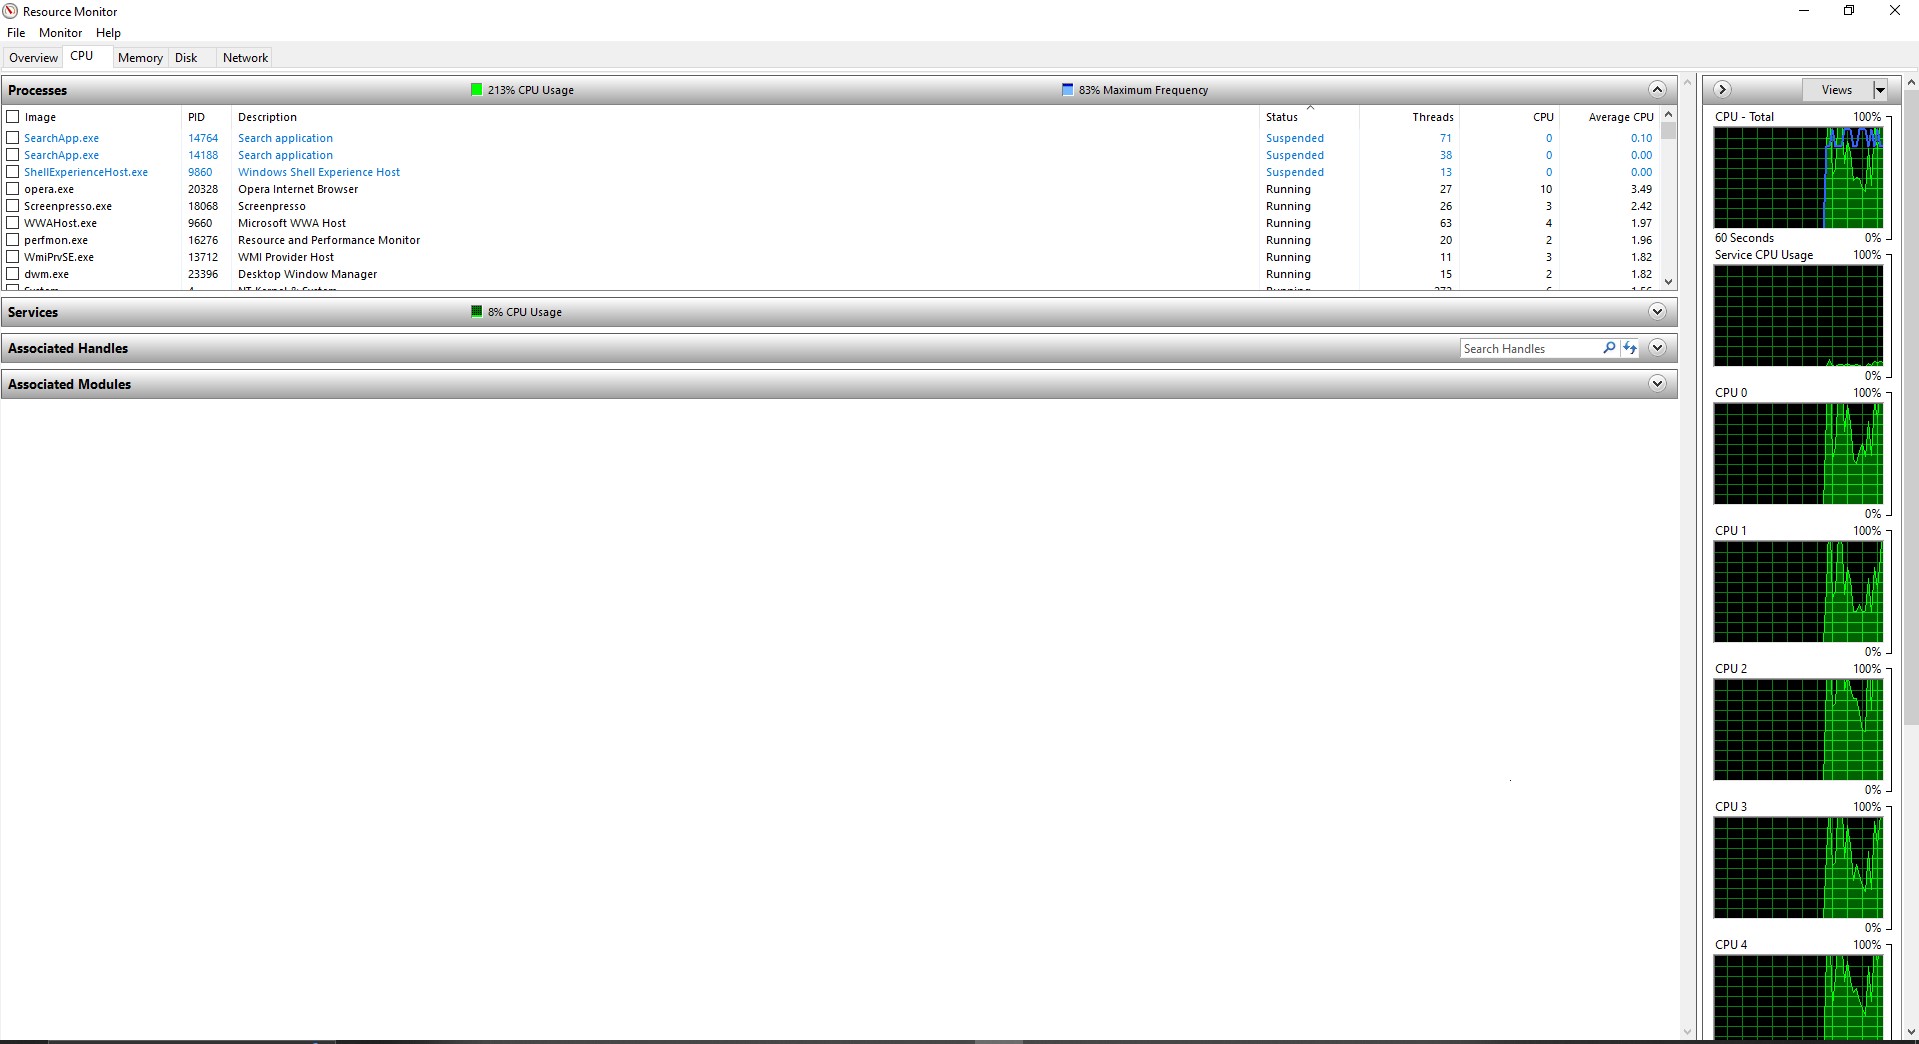 Resource Monitor
File Monitor Help
Overview CPU Memory Disk Network
Processes 213% CPU Usage 83% Maximum Frequency
Image PID Description Status Threads CPU Average CPU
SearchApp.exe 14764 Search application Suspended 71 0 0.10
SearchApp.exe 14188 Search application Suspended 38 0 0.00
ShellExperienceHost.exe 9860 Windows Shell Experience Host Suspended 13 0 0.00
opera.exe 20328 Opera Internet Browser Running 27 10 3.49
Screenpresso.exe 18068 Screenpresso Running 26 3 2.42
WWAHost.exe 9660 Microsoft WWA Host Running 63 4 1.97
perfmon.exe 16276 Resource and Performance Monitor Running 20 2 1.96
WmiPrvSE.exe 13712 WMI Provider Host Running 11 3 1.82
dwm.exe 23396 Desktop Window Manager Running 15 2 1.82
System 4 NT Kernel & System Running
Services 8% CPU Usage
Associated Handles Search Handles
Associated Modules
Views
CPU - Total 100%
60 Seconds 0%
Service CPU Usage 100%
0%
CPU 0 100%
0%
CPU 1 100%
0%
CPU 2 100%
0%
CPU 3 100%
0%
CPU 4 100%